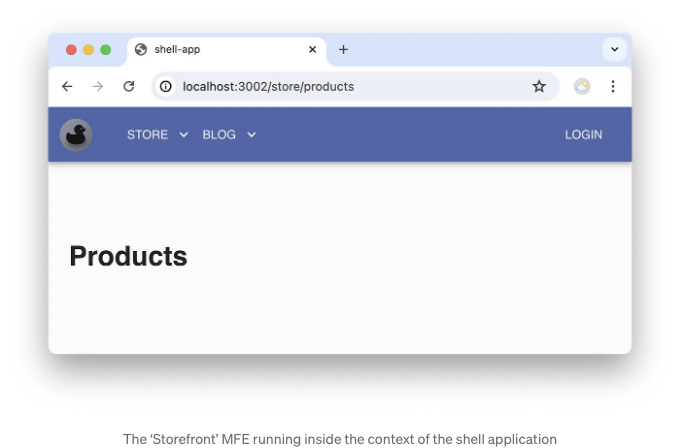 shell-app
localhost:3002/store/products
STORE BLOG LOGIN
Products
The ‘Storefront’ MFE running inside the context of the shell application